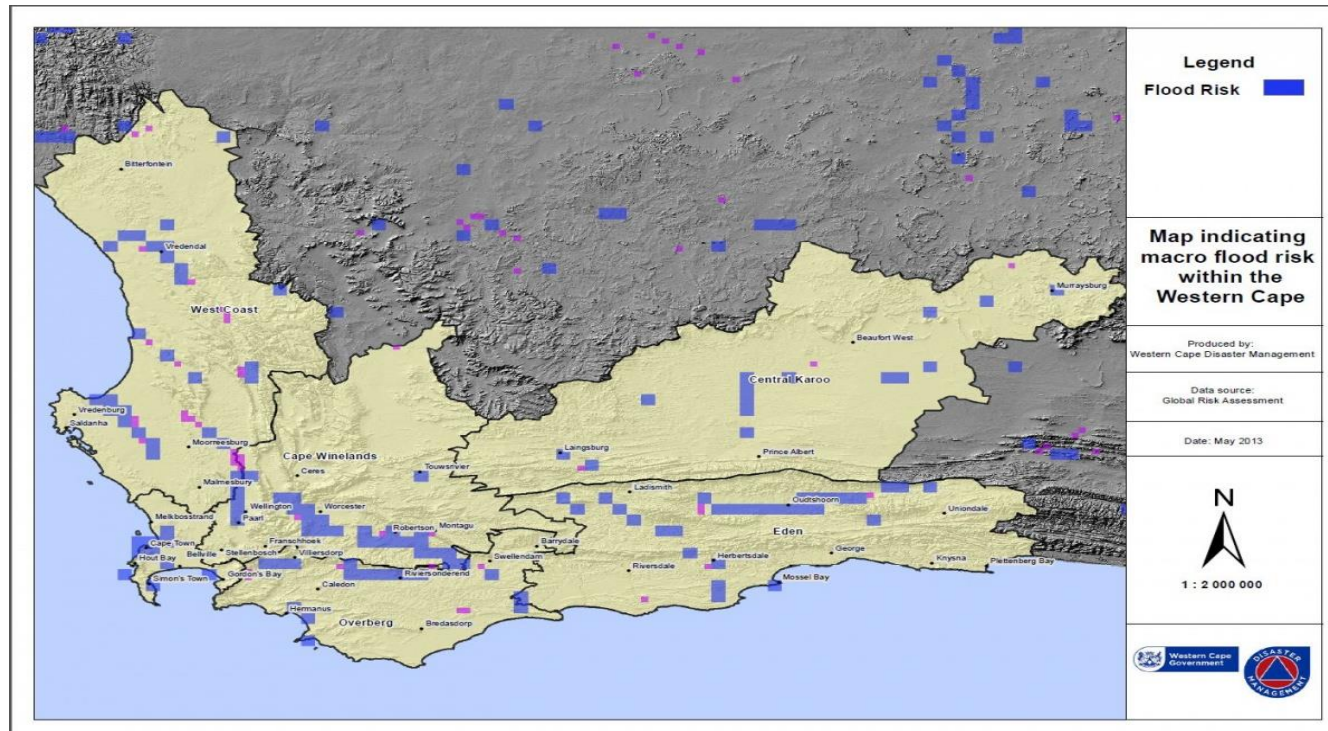 Bitterfontein
Vredendal
West Coast
Murraysburg
Beaufort West
Central Karoo
Vredenburg
Saldanha
Moorreesburg
Laingsburg
Prince Albert
Cape Winelands
Touwsrivier
Ceres
Malmesbury
Ladismith
Oudtshoorn
Uniondale
Melkbosstrand
Wellington
Worcester
Paarl
Robertson
Montagu
Eden
Cape Town
Franschhoek
Barrydale
Hout Bay
Bellville
Stellenbosch
Villiersdorp
Swellendam
Herbertsdale
George
Knysna
Plettenberg Bay
Simon's Town
Gordon's Bay
Riviersonderend
Riversdale
Mossel Bay
Caledon
Hermanus
Overberg
Bredasdorp
Legend
Flood Risk
Map indicating
macro flood risk
within the
Western Cape
Produced by:
Western Cape Disaster Management
Data source:
Global Risk Assessment
Date: May 2013
N
1 : 2 000 000
Western Cape
Government
DISASTER
MANAGEMENT